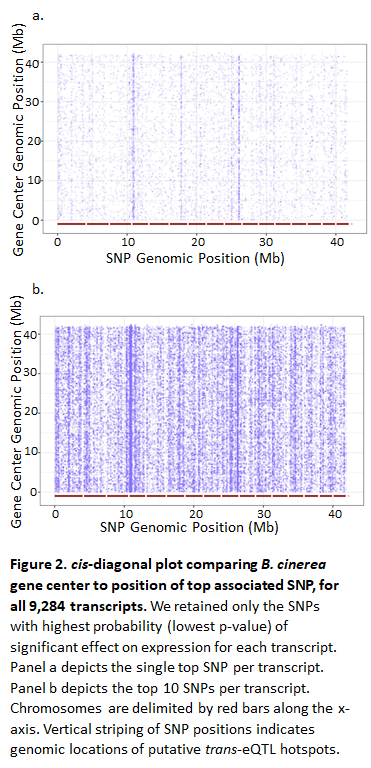 a.
Gene Center Genomic Position (Mb)
40
30
20
10
0
0 10 20 30 40
SNP Genomic Position (Mb)
b.
Gene Center Genomic Position (Mb)
40
30
20
10
0
0 10 20 30 40
SNP Genomic Position (Mb)
Figure 2. cis-diagonal plot comparing B. cinerea
gene center to position of top associated SNP, for
all 9,284 transcripts. We retained only the SNPs
with highest probability (lowest p-value) of
significant effect on expression for each transcript.
Panel a depicts the single top SNP per transcript.
Panel b depicts the top 10 SNPs per transcript.
Chromosomes are delimited by red bars along the x-
axis. Vertical striping of SNP positions indicates
genomic locations of putative trans-eQTL hotspots.